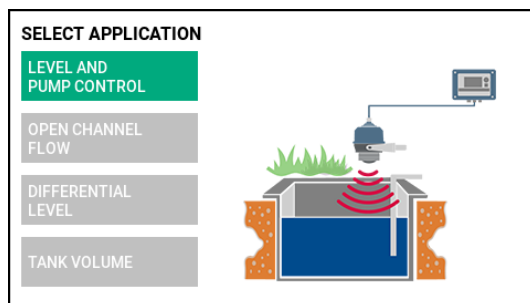 SELECT APPLICATION
LEVEL AND
PUMP CONTROL
OPEN CHANNEL
FLOW
DIFFERENTIAL
LEVEL
TANK VOLUME